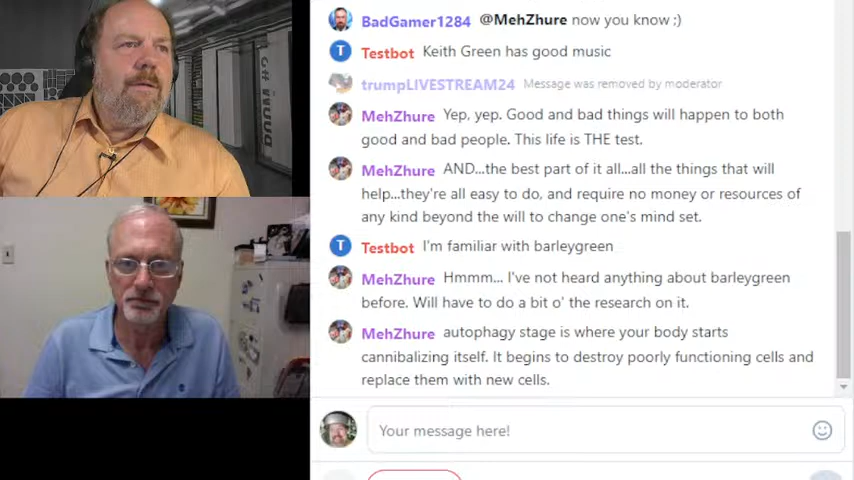 BadGamer1284 @MehZhure now you know :)
T Testbot Keith Green has good music
trumpLIVESTREAM24 Message was removed by moderator
MehZhure Yep, yep. Good and bad things will happen to both
good and bad people. This life is THE test.
MehZhure AND...the best part of it all...all the things that will
help...they're all easy to do, and require no money or resources of
any kind beyond the will to change one's mind set.
T Testbot I'm familiar with barleygreen
MehZhure Hmmm... I've not heard anything about barleygreen
before. Will have to do a bit o' the research on it.
MehZhure autophagy stage is where your body starts
cannibalizing itself. It begins to destroy poorly functioning cells and
replace them with new cells.
Your message here!